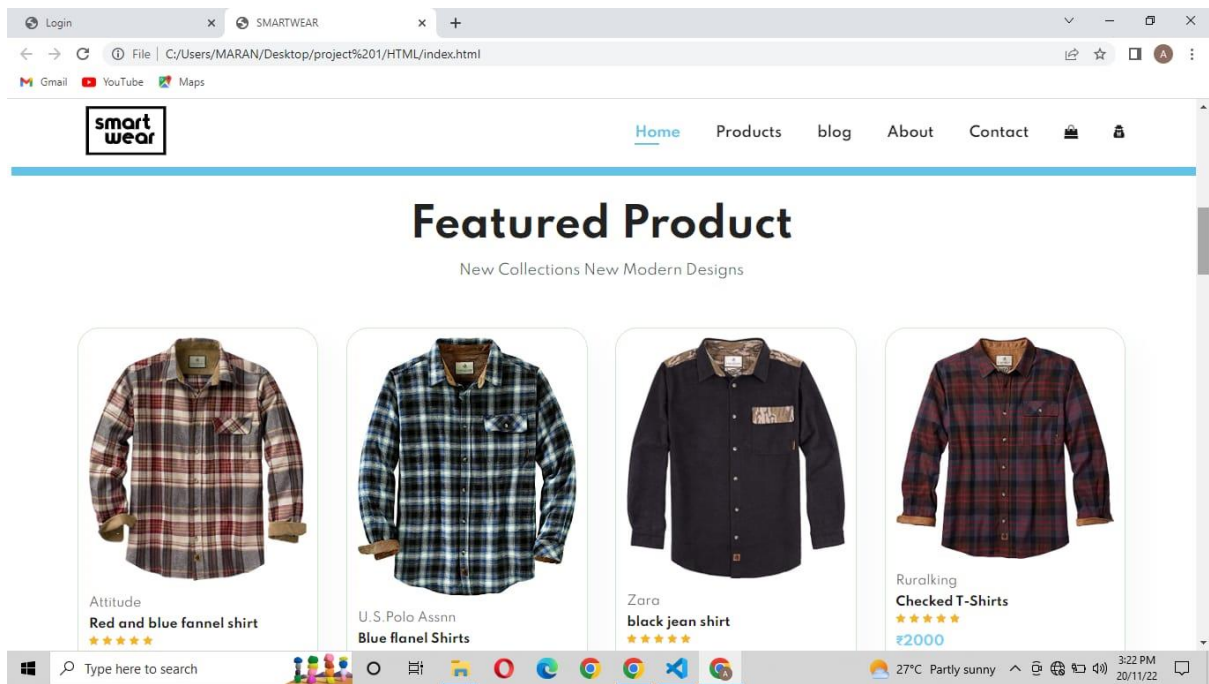 Login
SMARTWEAR
File | C:/Users/MARAN/Desktop/project%201/HTML/index.html
A
Gmail YouTube Maps
smart
wear
Home Products blog About Contact
Featured Product
New Collections New Modern Designs
Attitude
Red and blue fannel shirt
U.S.Polo Assnn
Blue flanel Shirts
Zara
black jean shirt
Ruralking
Checked T-Shirts
₹2000
Type here to search
27°C Partly sunny
3:22 PM
20/11/22